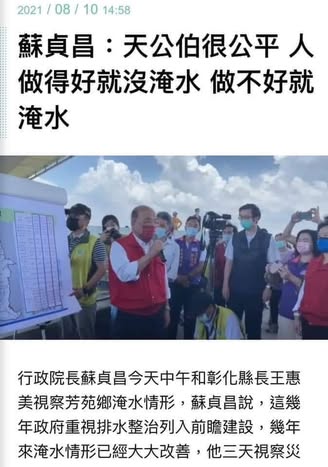 2021 / 08 / 10 14:58
蘇貞昌：天公伯很公平 人
做得好就沒淹水 做不好就
淹水
行政院長蘇貞昌今天中午和彰化縣長王惠
美視察芳苑鄉淹水情形，蘇貞昌說，這幾
年政府重視排水整治列入前瞻建設，幾年
來淹水情形已經大大改善，他三天視察災